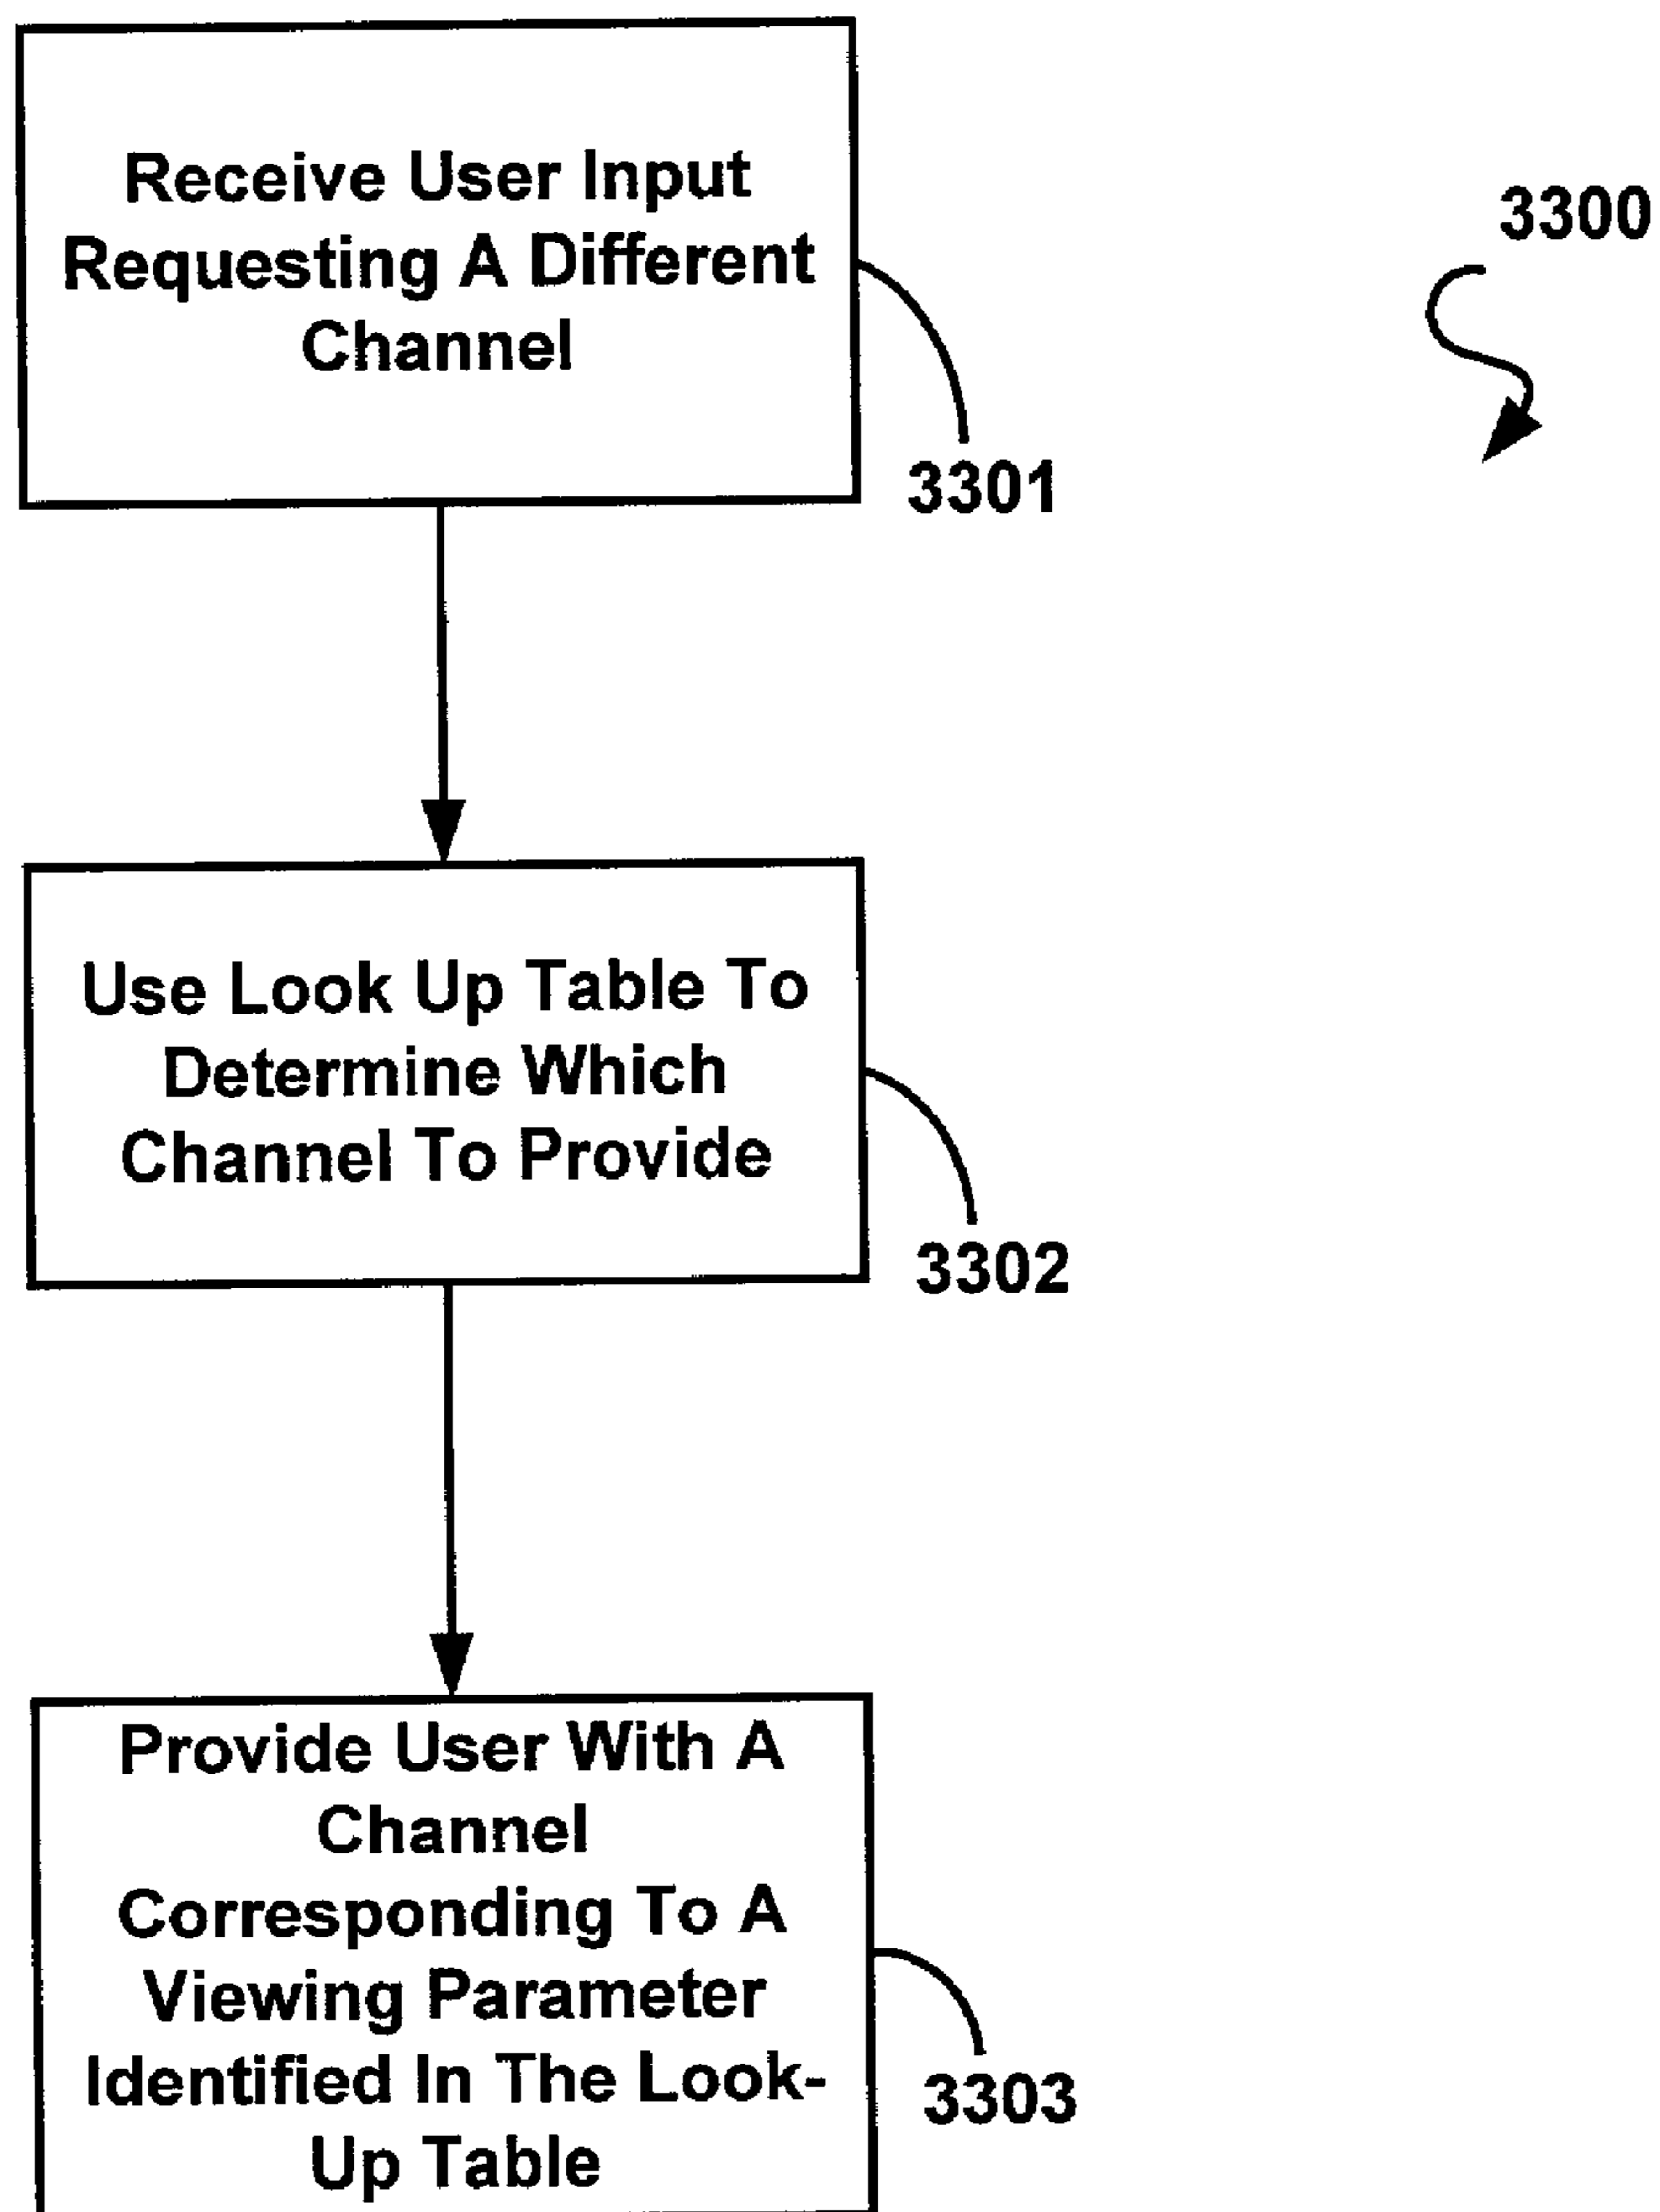 Receive User Input
Requesting A Different
Channel
3300
3301
Use Look Up Table To
Determine Which
Channel To Provide
3302
Provide User With A
Channel
Corresponding To A
Viewing Parameter
Identified In The Look-
Up Table
3303